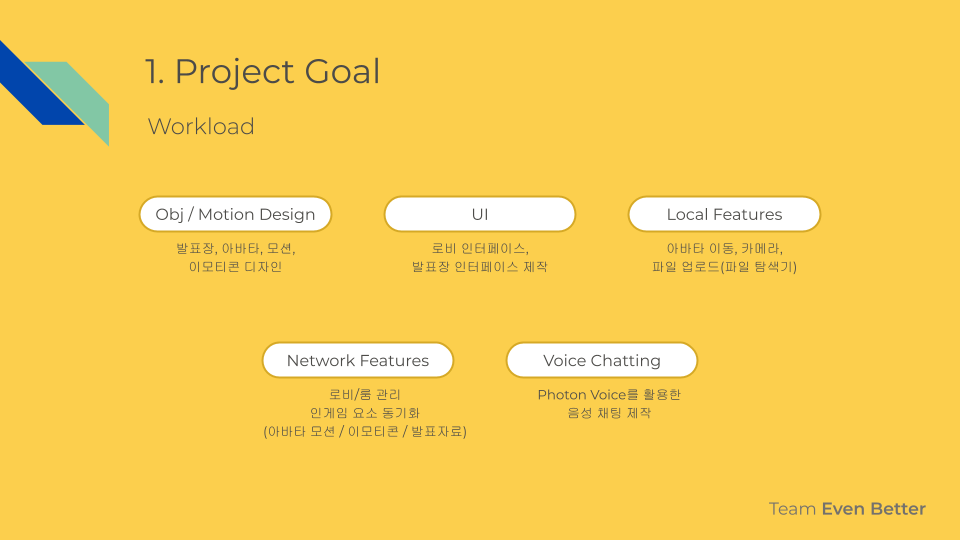 1. Project Goal
Workload
Obj / Motion Design
발표장, 아바타, 모션,
이모티콘 디자인
UI
로비 인터페이스,
발표장 인터페이스 제작
Local Features
아바타 이동, 카메라,
파일 업로드(파일 탐색기)
Network Features
로비/룸 관리
인게임 요소 동기화
(아바타 모션 / 이모티콘 / 발표자료)
Voice Chatting
Photon Voice를 활용한
음성 채팅 제작
Team Even Better